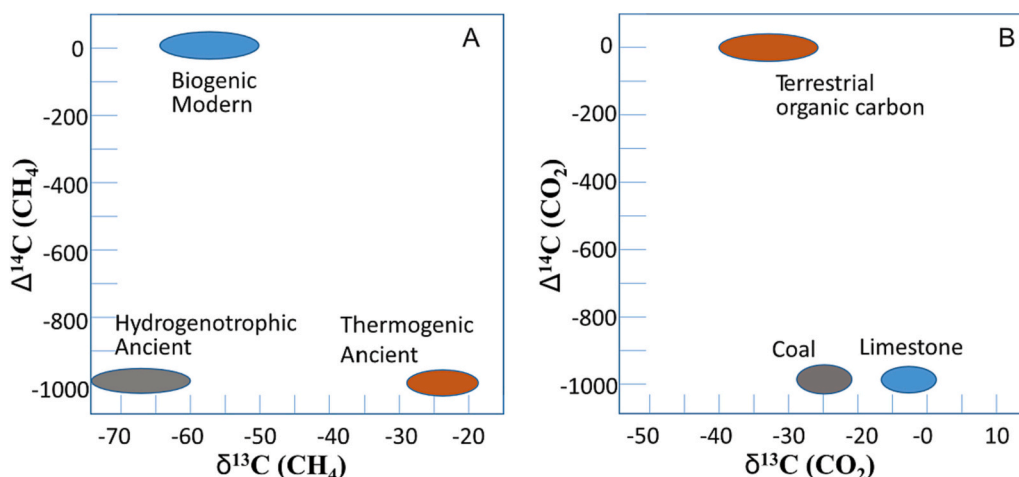 A
0
-200
-400
-600
-800
-1000
Δ¹⁴C (CH₄)
Biogenic
Modern
Hydrogenotrophic
Ancient
Thermogenic
Ancient
-70 -60 -50 -40 -30 -20
δ¹³C (CH₄)
B
0
-200
-400
-600
-800
-1000
Δ¹⁴C (CO₂)
Terrestrial
organic carbon
Coal
Limestone
-50 -40 -30 -20 -0 10
δ¹³C (CO₂)